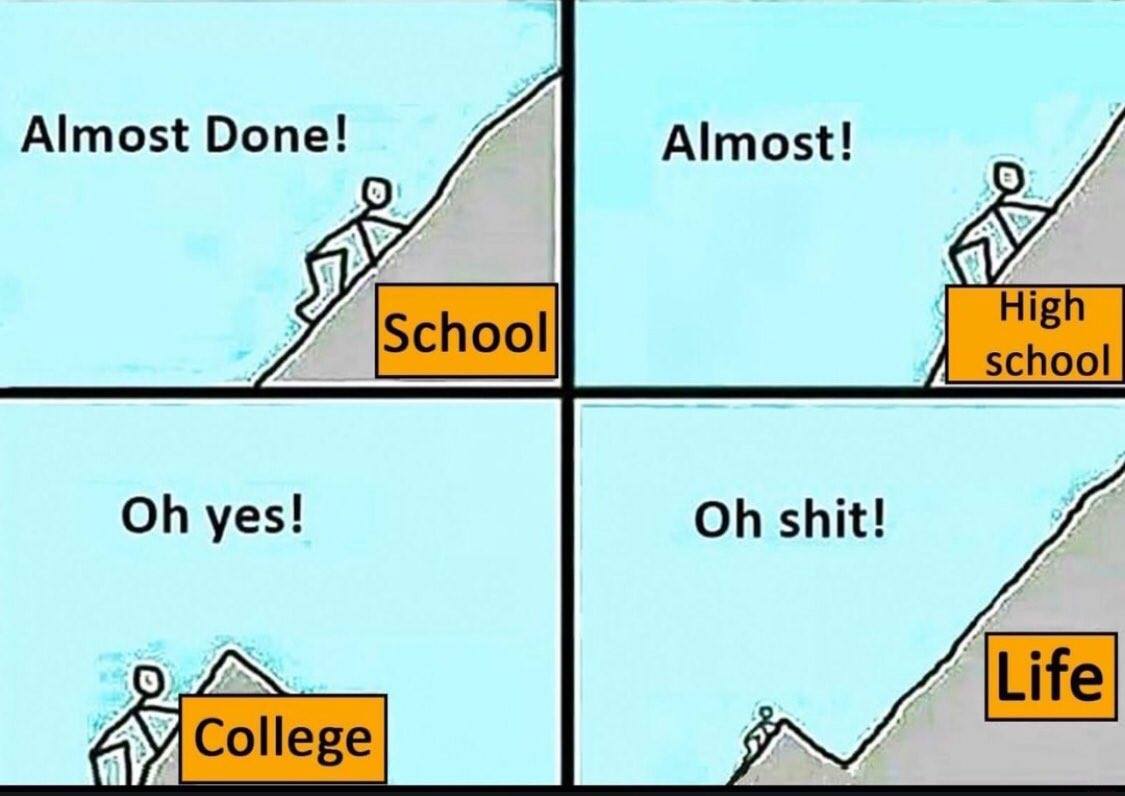 Almost Done!
School
Almost!
High
school
Oh yes!
College
Oh shit!
Life